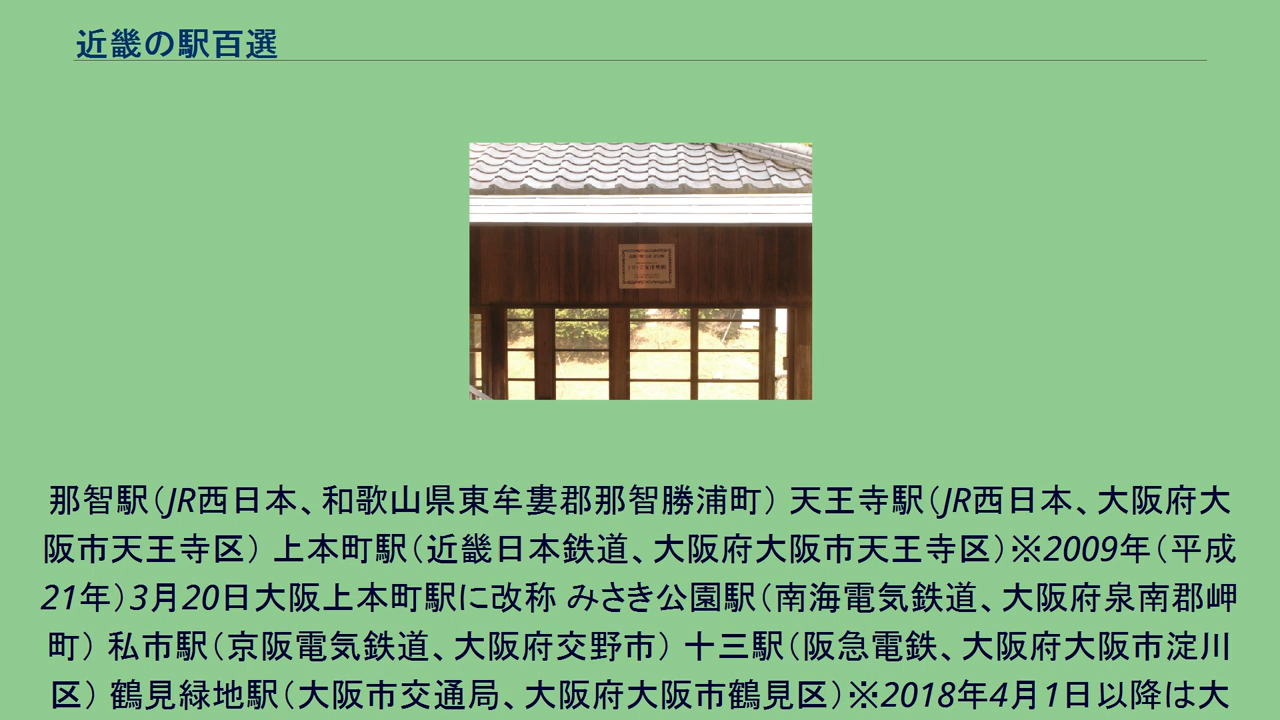 近畿の駅百選
那智駅（JR西日本、和歌山県東牟婁郡那智勝浦町） 天王寺駅（JR西日本、大阪府大
阪市天王寺区） 上本町駅（近畿日本鉄道、大阪府大阪市天王寺区）※2009年（平成
21年）3月20日大阪上本町駅に改称 みさき公園駅（南海電気鉄道、大阪府泉南郡岬
町） 私市駅（京阪電気鉄道、大阪府交野市） 十三駅（阪急電鉄、大阪府大阪市淀川
区） 鶴見緑地駅（大阪市交通局、大阪府大阪市鶴見区）※2018年4月1日以降は大